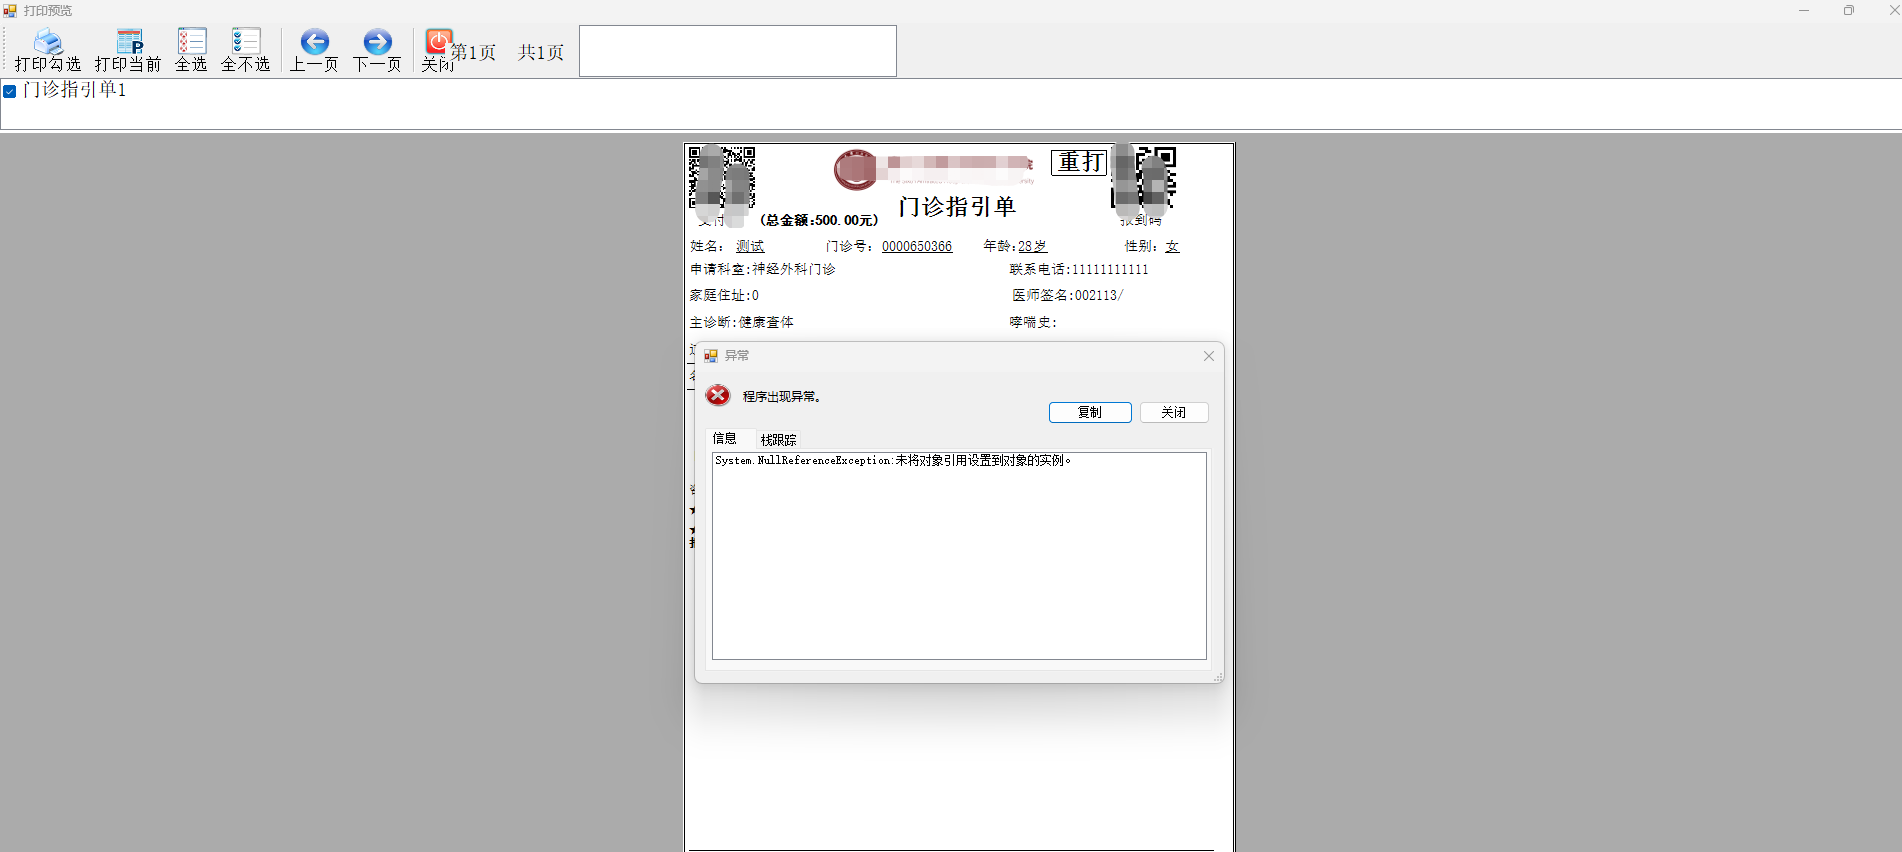 打印预览
打印勾选 打印当前 全选 全不选 上一页 下一页 关闭 第1页 共1页
门诊指引单1
重打
门诊指引单
(总金额:500.00元)
报到码
姓名: 测试 门诊号: 0000650366 年龄:28岁 性别: 女
申请科室:神经外科门诊 联系电话:11111111111
家庭住址:0 医师签名:002113/
主诊断:健康查体 哮喘史:
异常
程序出现异常。
复制 关闭
信息 栈跟踪
System.NullReferenceException:未将对象引用设置到对象的实例。